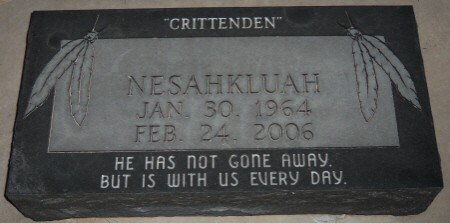 "CRITTENDEN"
NESAHKLUAH
JAN. 30. 1964
FEB. 24. 2006
HE HAS NOT GONE AWAY.
BUT IS WITH US EVERY DAY.